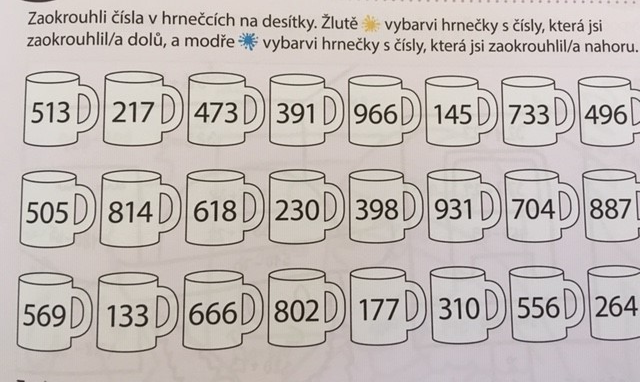 Zaokrouhli čísla v hrnečcích na desítky. Žlutě vybarvi hrnečky s čísly, která jsi
zaokrouhlil/a dolů, a modře vybarvi hrnečky s čísly, která jsi zaokrouhlil/a nahoru.
513 217 473 391 966 145 733 496
505 814 618 230 398 931 704 887
569 133 666 802 177 310 556 264